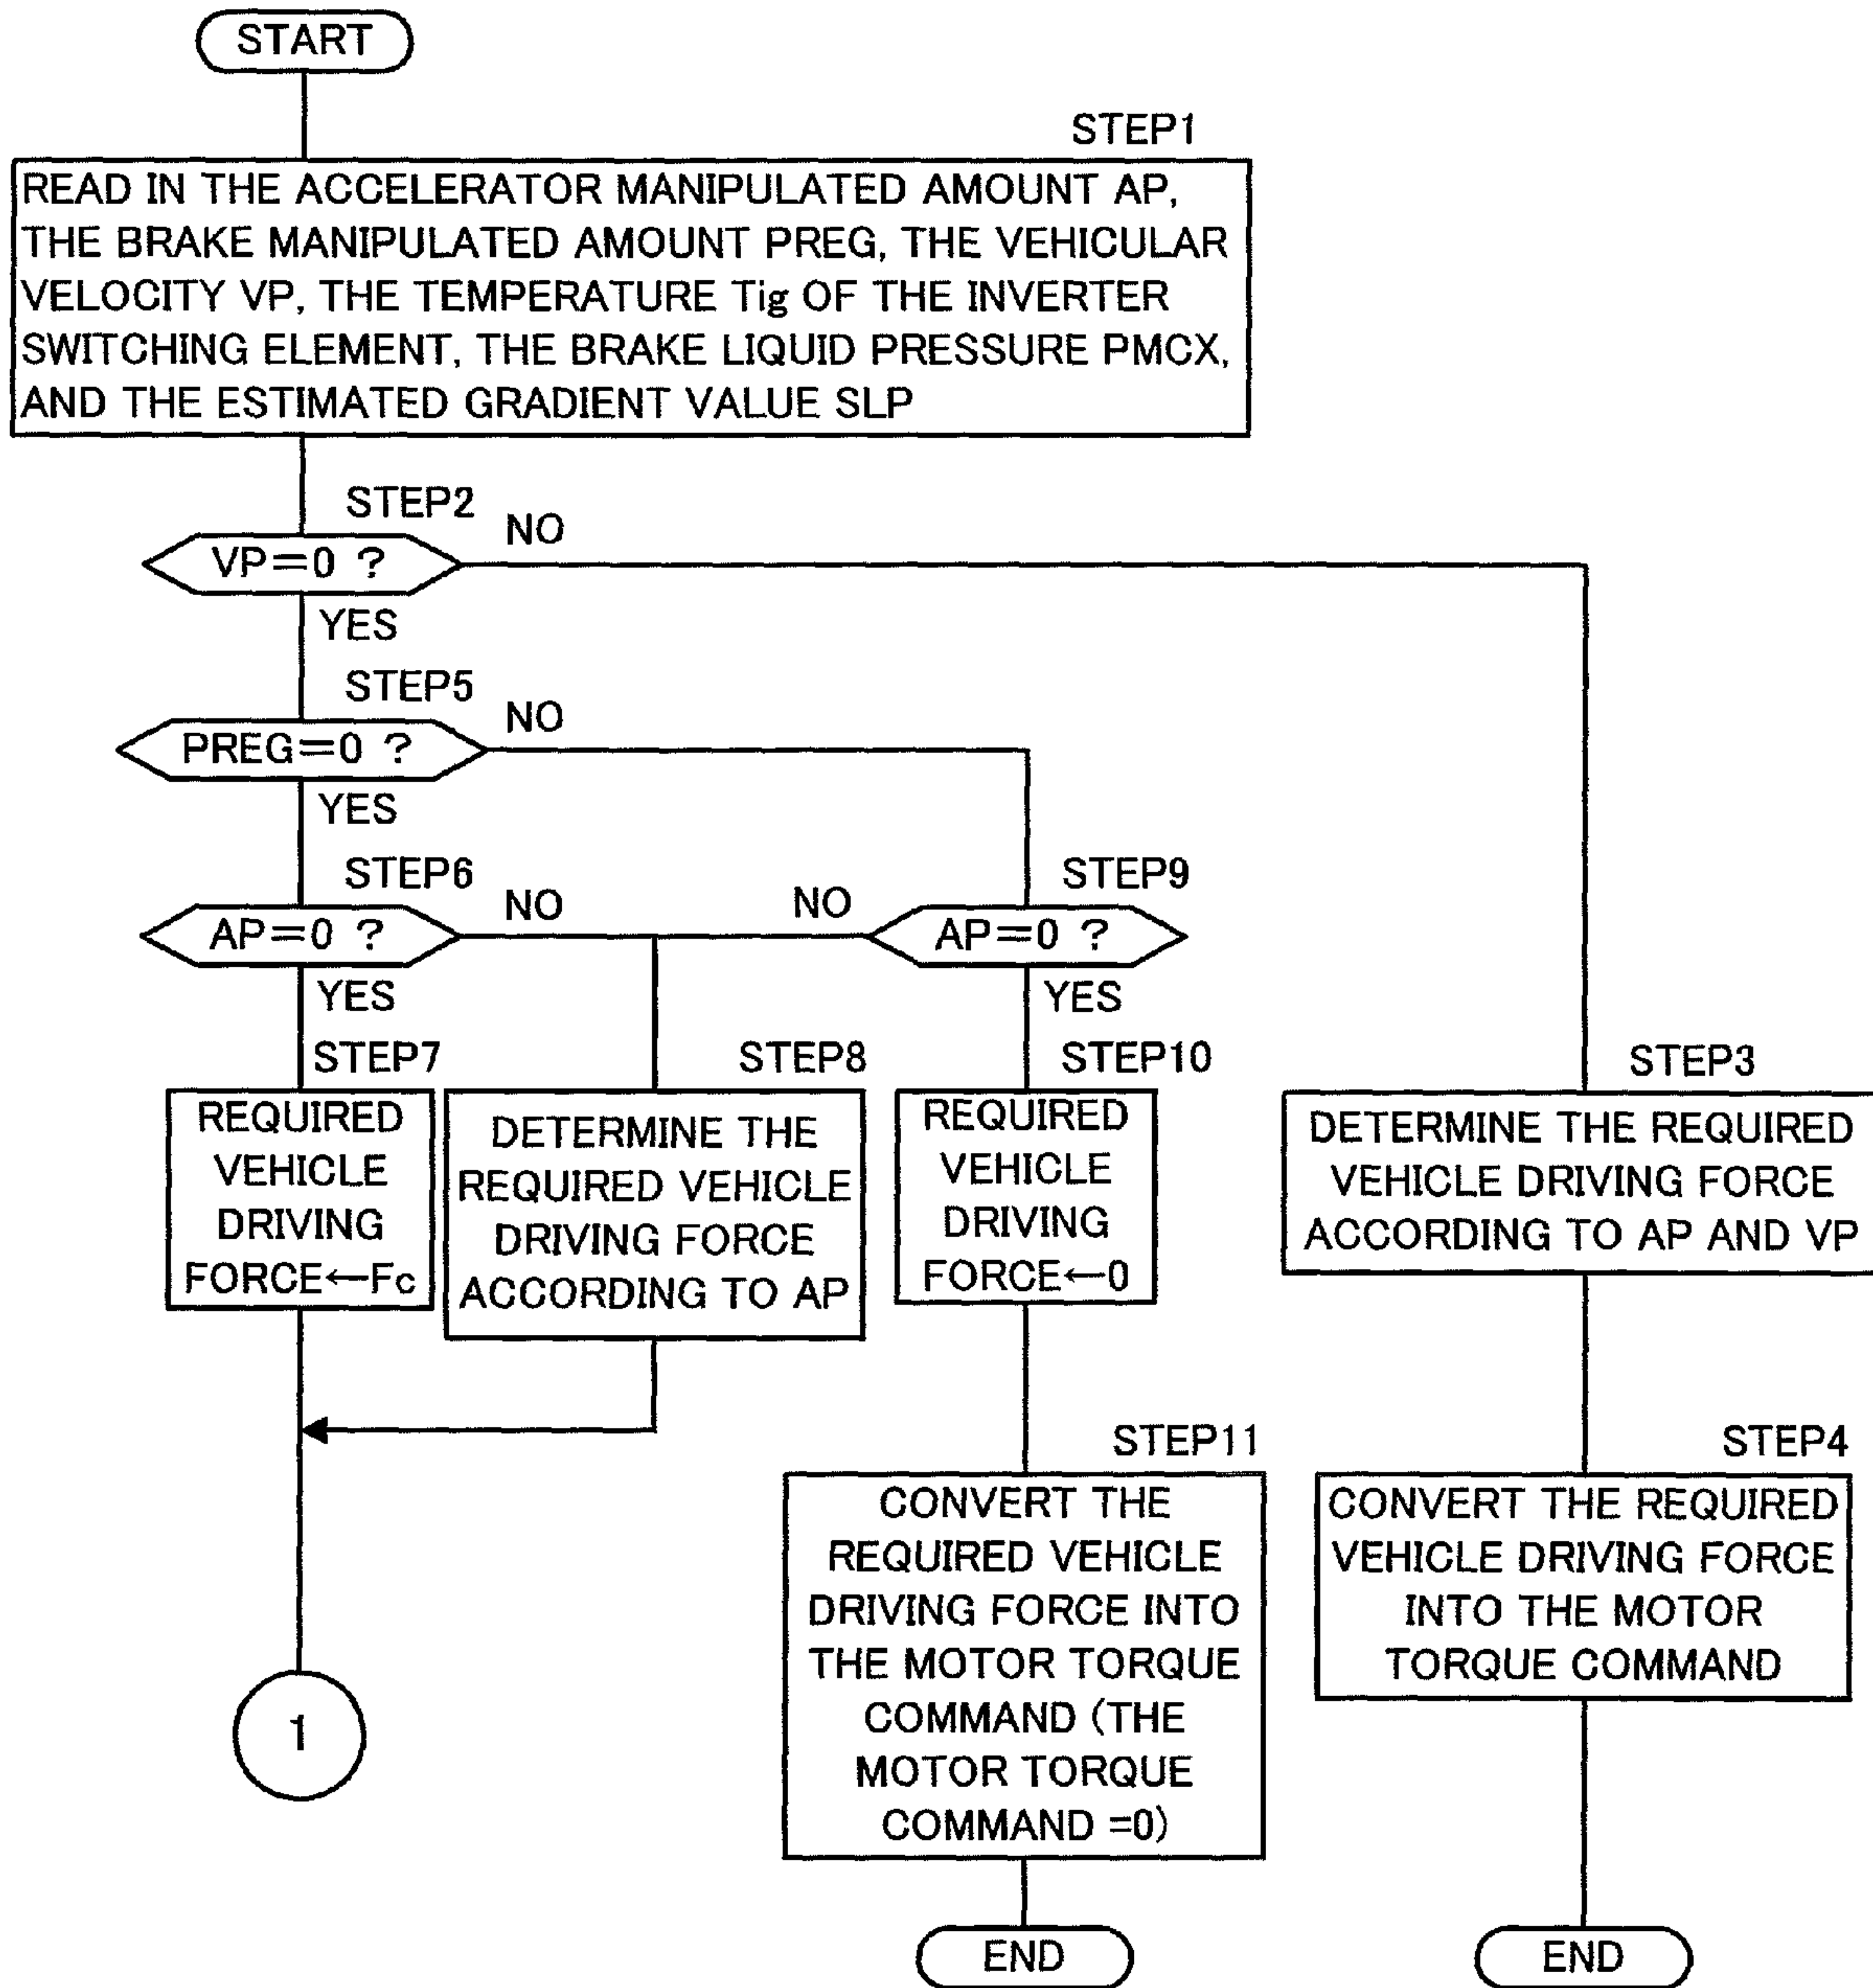 START
STEP1
READ IN THE ACCELERATOR MANIPULATED AMOUNT AP,
THE BRAKE MANIPULATED AMOUNT PREG, THE VEHICULAR
VELOCITY VP, THE TEMPERATURE Tig OF THE INVERTER
SWITCHING ELEMENT, THE BRAKE LIQUID PRESSURE PMCX,
AND THE ESTIMATED GRADIENT VALUE SLP
STEP2
VP=0 ?
NO
YES
STEP5
PREG=0 ?
NO
YES
STEP6
AP=0 ?
NO
YES
STEP9
AP=0 ?
NO
YES
STEP7
REQUIRED
VEHICLE
DRIVING
FORCE←Fc
STEP8
DETERMINE THE
REQUIRED VEHICLE
DRIVING FORCE
ACCORDING TO AP
STEP10
REQUIRED
VEHICLE
DRIVING
FORCE←0
STEP3
DETERMINE THE REQUIRED
VEHICLE DRIVING FORCE
ACCORDING TO AP AND VP
STEP11
CONVERT THE
REQUIRED VEHICLE
DRIVING FORCE INTO
THE MOTOR TORQUE
COMMAND (THE
MOTOR TORQUE
COMMAND =0)
STEP4
CONVERT THE REQUIRED
VEHICLE DRIVING FORCE
INTO THE MOTOR
TORQUE COMMAND
1
END
END